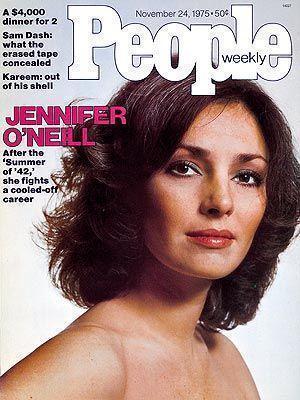 A $4,000
dinner for 2
Sam Dash:
what the
erased tape
concealed
Kareem: out
of his shell
November 24, 1975 • 50¢
People
weekly
JENNIFER
O'NEILL
After the
'Summer
of '42,'
she fights
a cooled-off
career